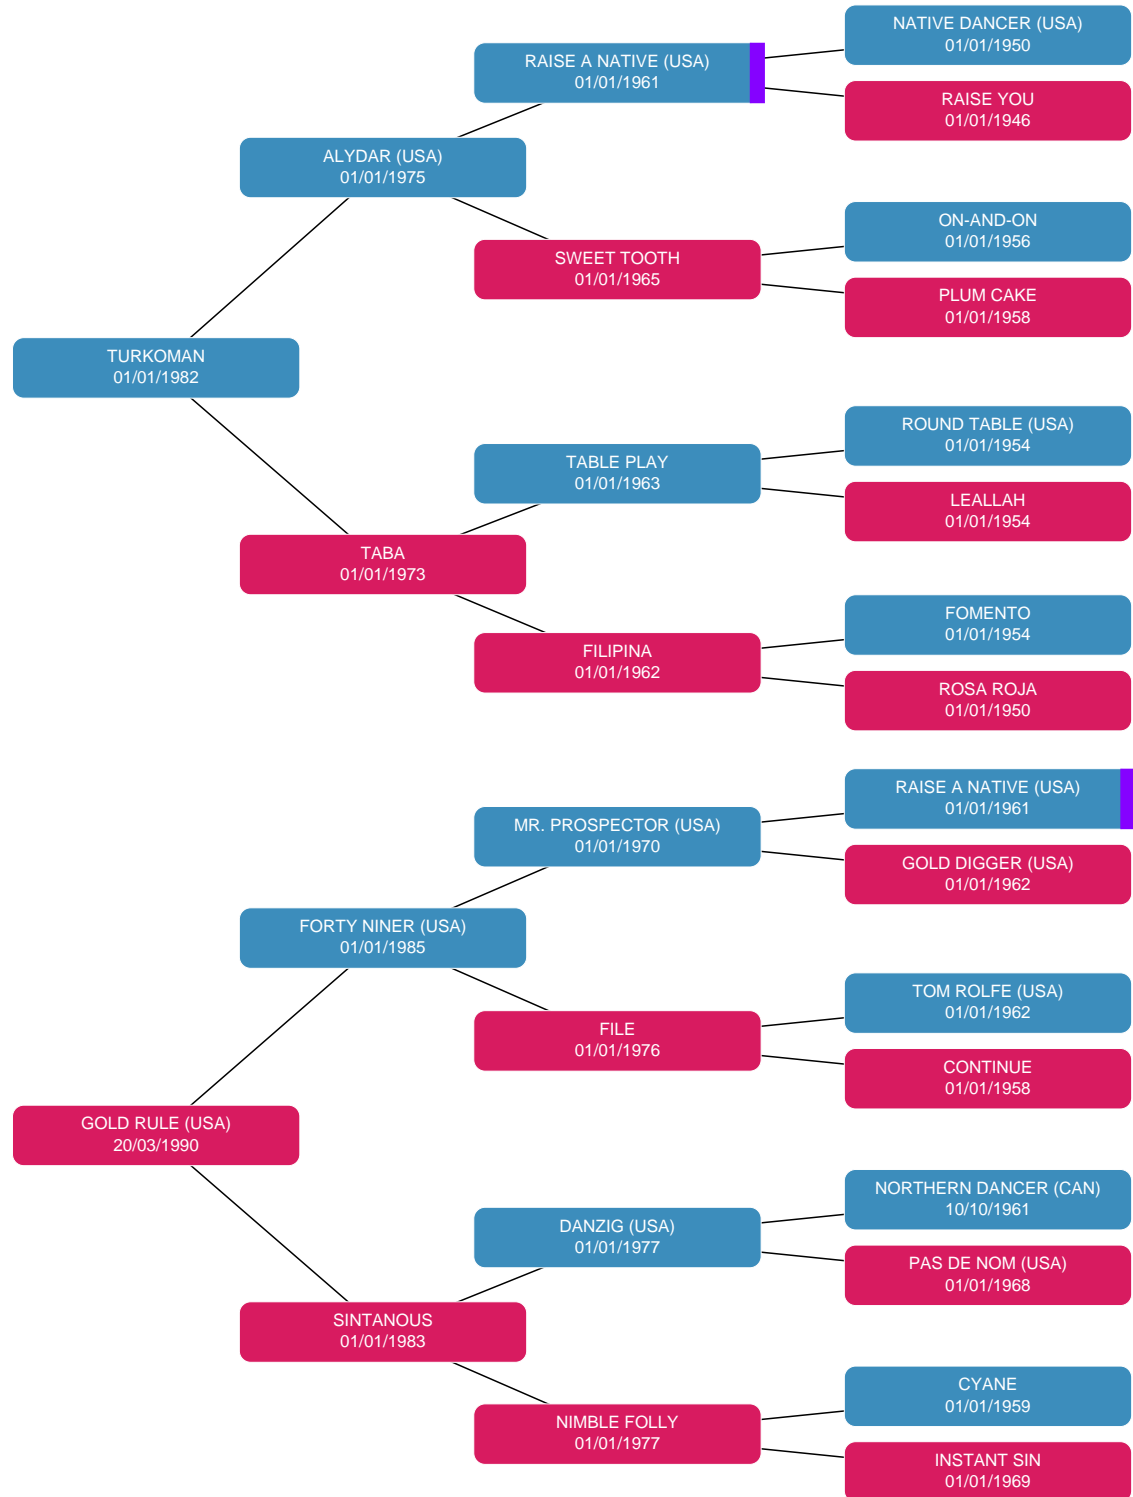 NATIVE DANCER (USA)
01/01/1950
RAISE A NATIVE (USA)
01/01/1961
RAISE YOU
01/01/1946
ALYDAR (USA)
01/01/1975
ON-AND-ON
01/01/1956
SWEET TOOTH
01/01/1965
PLUM CAKE
01/01/1958
TURKOMAN
01/01/1982
ROUND TABLE (USA)
01/01/1954
TABLE PLAY
01/01/1963
LEALLAH
01/01/1954
TABA
01/01/1973
FOMENTO
01/01/1954
FILIPINA
01/01/1962
ROSA ROJA
01/01/1950
RAISE A NATIVE (USA)
01/01/1961
MR. PROSPECTOR (USA)
01/01/1970
GOLD DIGGER (USA)
01/01/1962
FORTY NINER (USA)
01/01/1985
TOM ROLFE (USA)
01/01/1962
FILE
01/01/1976
CONTINUE
01/01/1958
GOLD RULE (USA)
20/03/1990
NORTHERN DANCER (CAN)
10/10/1961
DANZIG (USA)
01/01/1977
PAS DE NOM (USA)
01/01/1968
SINTANOUS
01/01/1983
CYANE
01/01/1959
NIMBLE FOLLY
01/01/1977
INSTANT SIN
01/01/1969